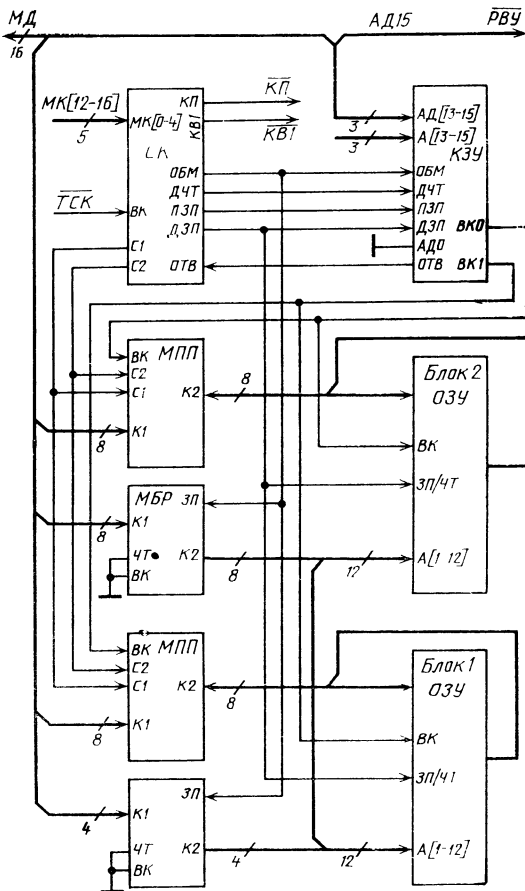 МД
16
АД15
РВУ
МК[12-16]
5
МК[0-4]
КП
КВ1
КП
КВ1
ТСК
ВК
ОБМ
ДЧТ
ПЗП
ДЗП
С1
С2
ОТВ
3
3
АД[13-15]
А[13-15]
КЗУ
ОБМ
ДЧТ
ПЗП
ДЗП
ВК0
АД0
ОТВ
ВК1
МПП
ВК
С2
С1
К2
К1
8
8
Блок 2
ОЗУ
ВК
ЗП/ЧТ
А[1-12]
МБР
ЗП
К1
8
ЧТ
ВК
К2
8
12
МПП
ВК
С2
С1
К2
К1
8
8
Блок 1
ОЗУ
ВК
ЗП/ЧТ
А[1-12]
ЗП
К1
4
ЧТ
ВК
К2
4
12